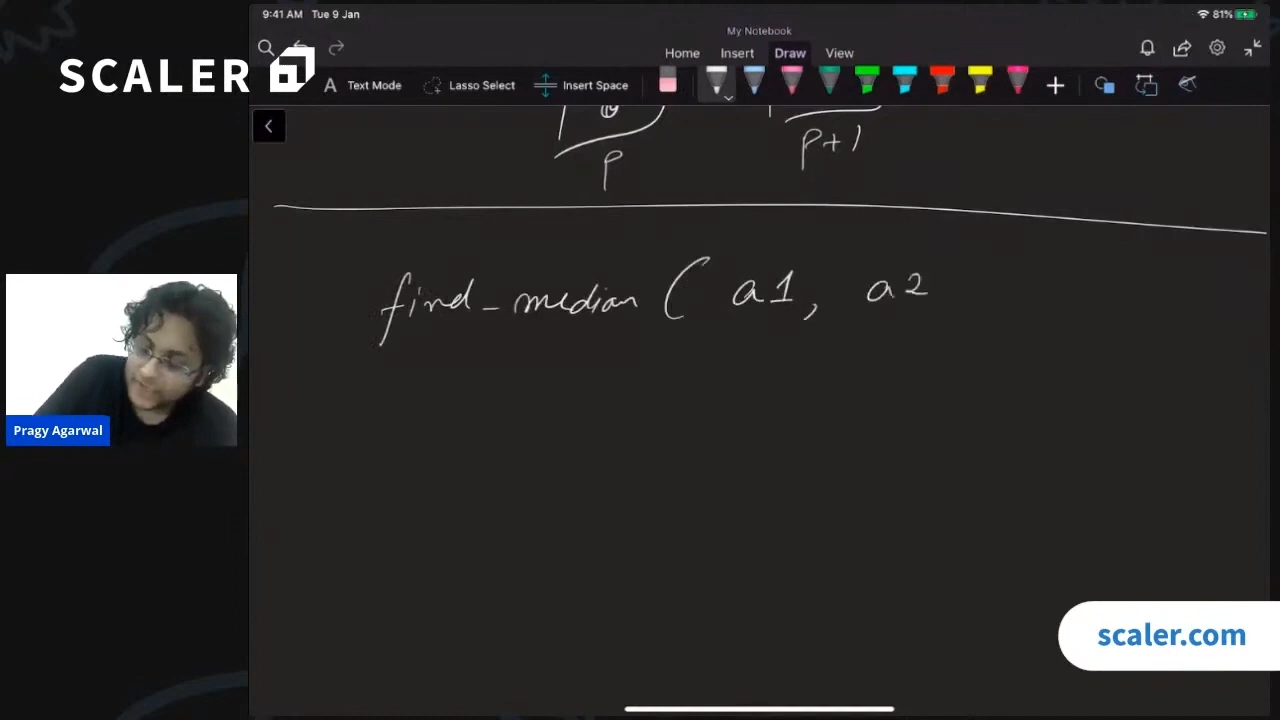 9:41 AM Tue 9 Jan
81%
My Notebook
SCALER
Home Insert Draw View
A Text Mode Lasso Select Insert Space
p
p+1
find_median ( a1, a2
Pragy Agarwal
scaler.com